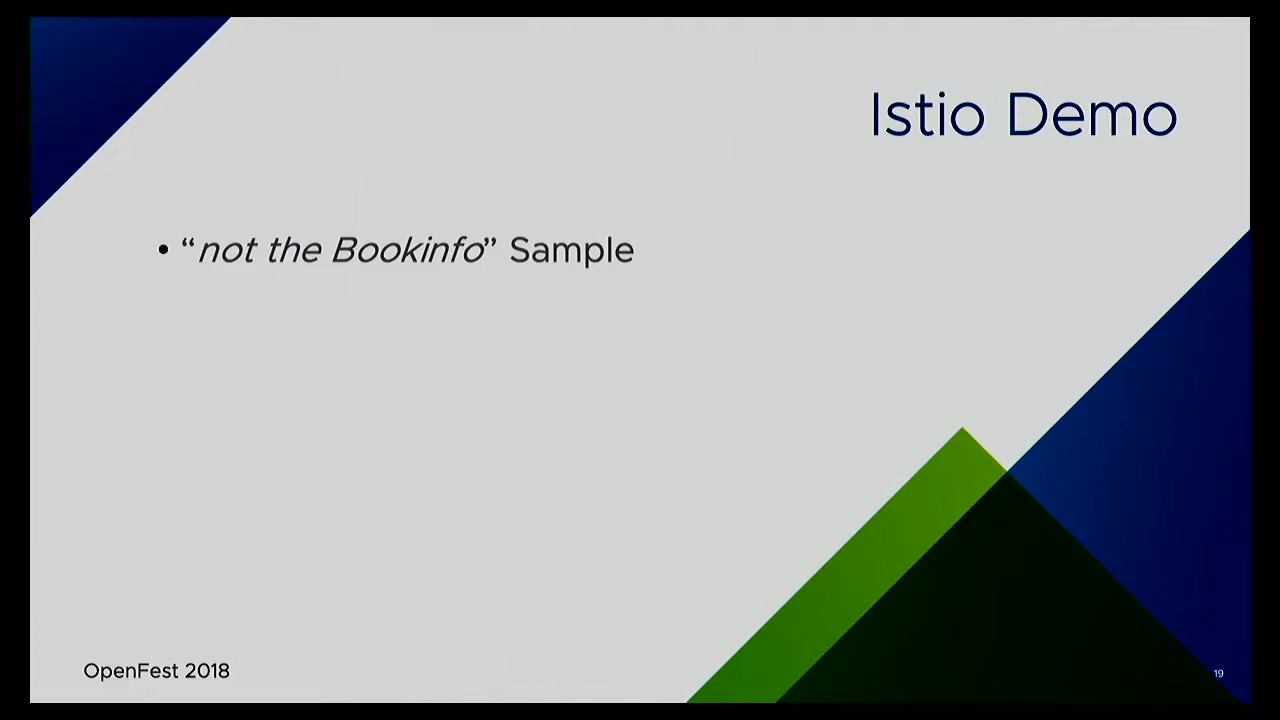 Istio Demo
• “not the Bookinfo” Sample
OpenFest 2018
19